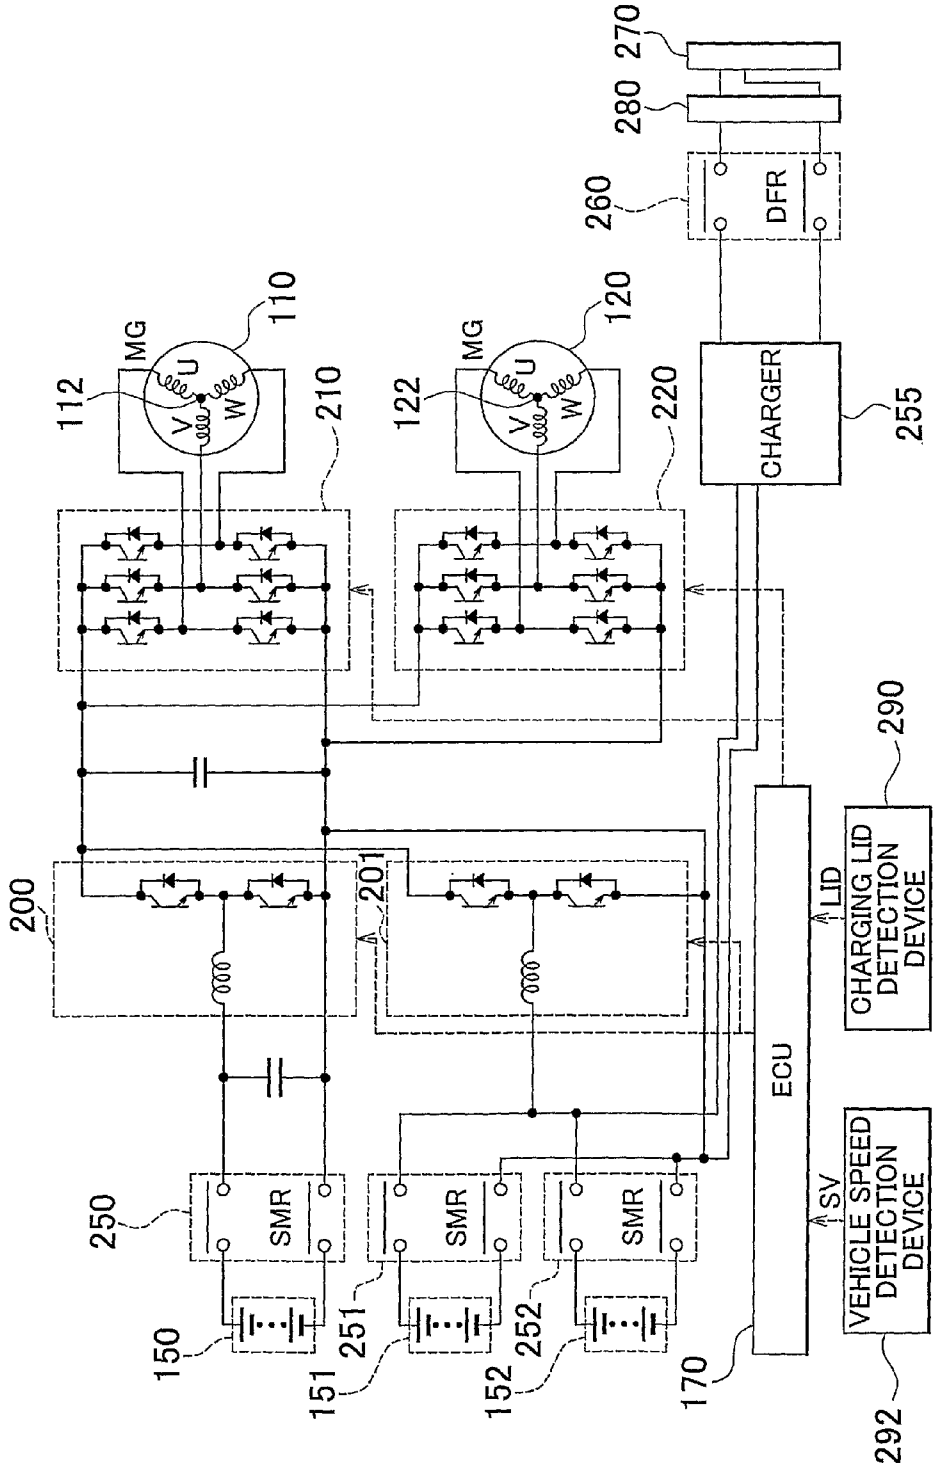 200
150
250
SMR
151
251
SMR
152
252
SMR
201
112
MG
110
U
V
W
210
122
MG
120
U
V
W
220
270
280
260
DFR
CHARGER
255
170
ECU
SV
VEHICLE SPEED
DETECTION
DEVICE
292
LID
CHARGING LID
DETECTION
DEVICE
290